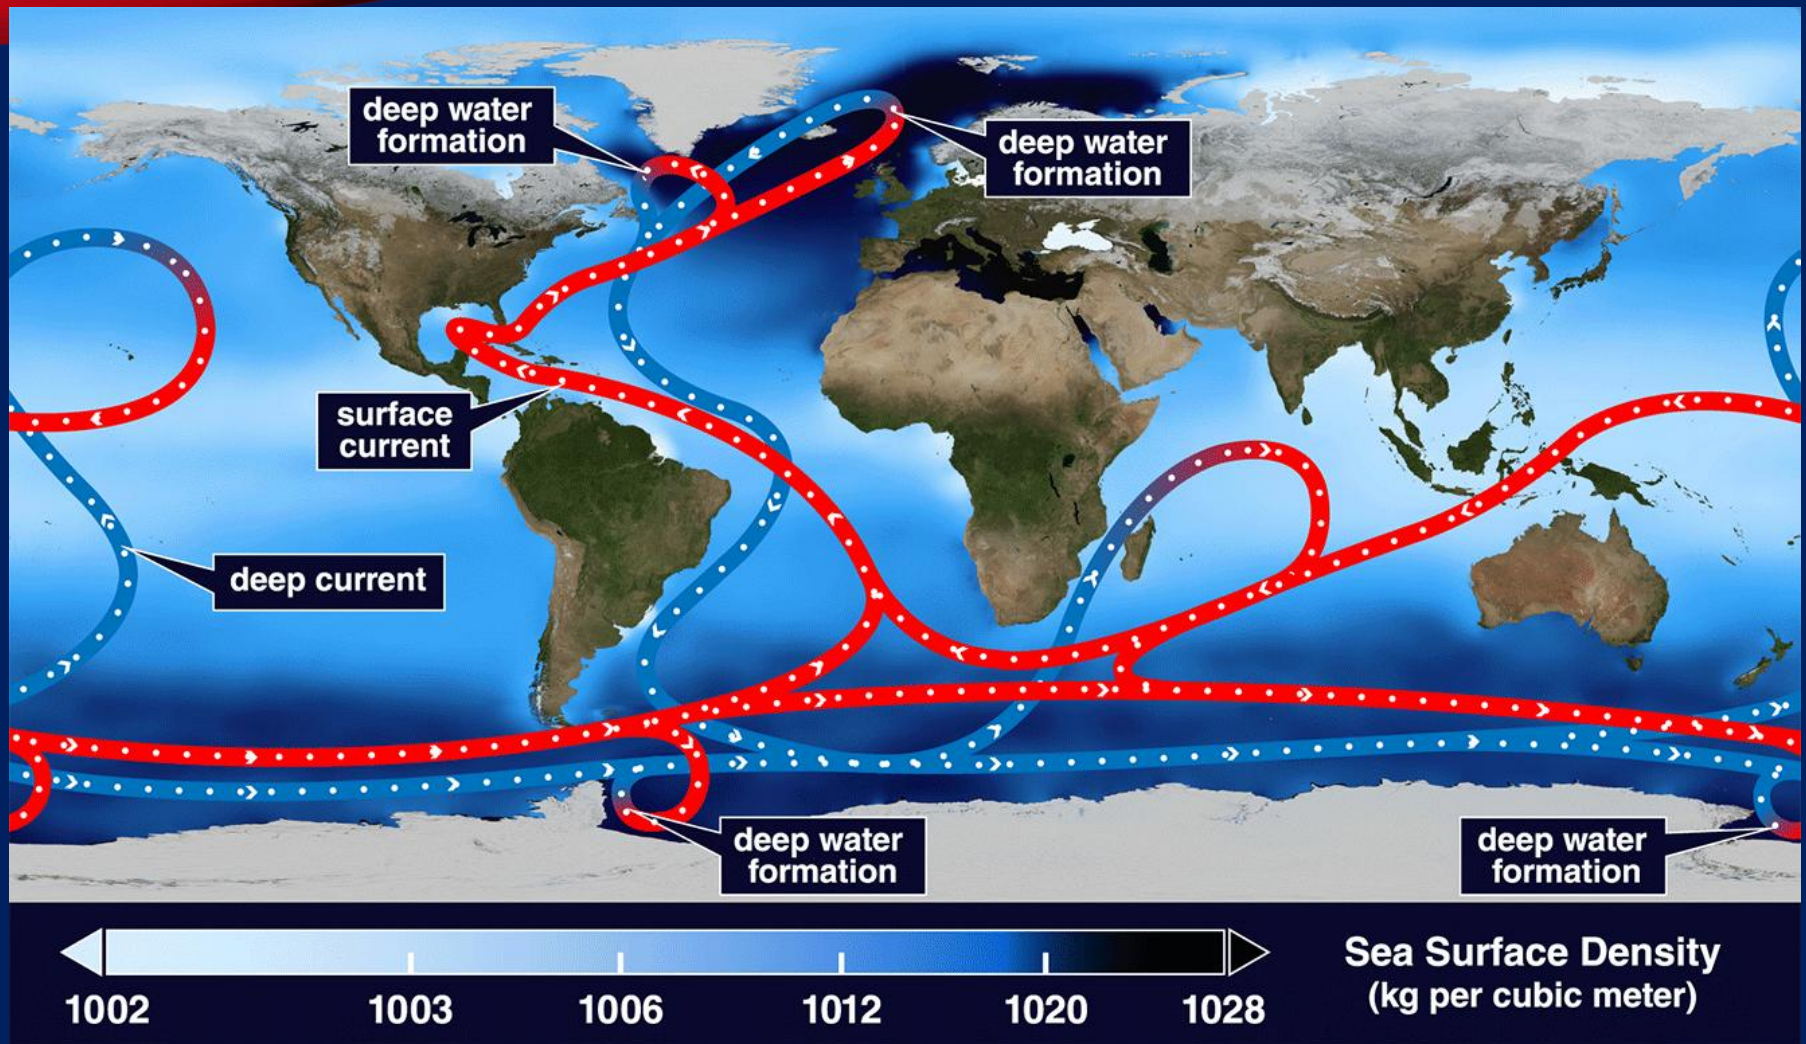 deep water
formation
deep water
formation
surface
current
deep current
deep water
formation
deep water
formation
1002
1003
1006
1012
1020
1028
Sea Surface Density
(kg per cubic meter)